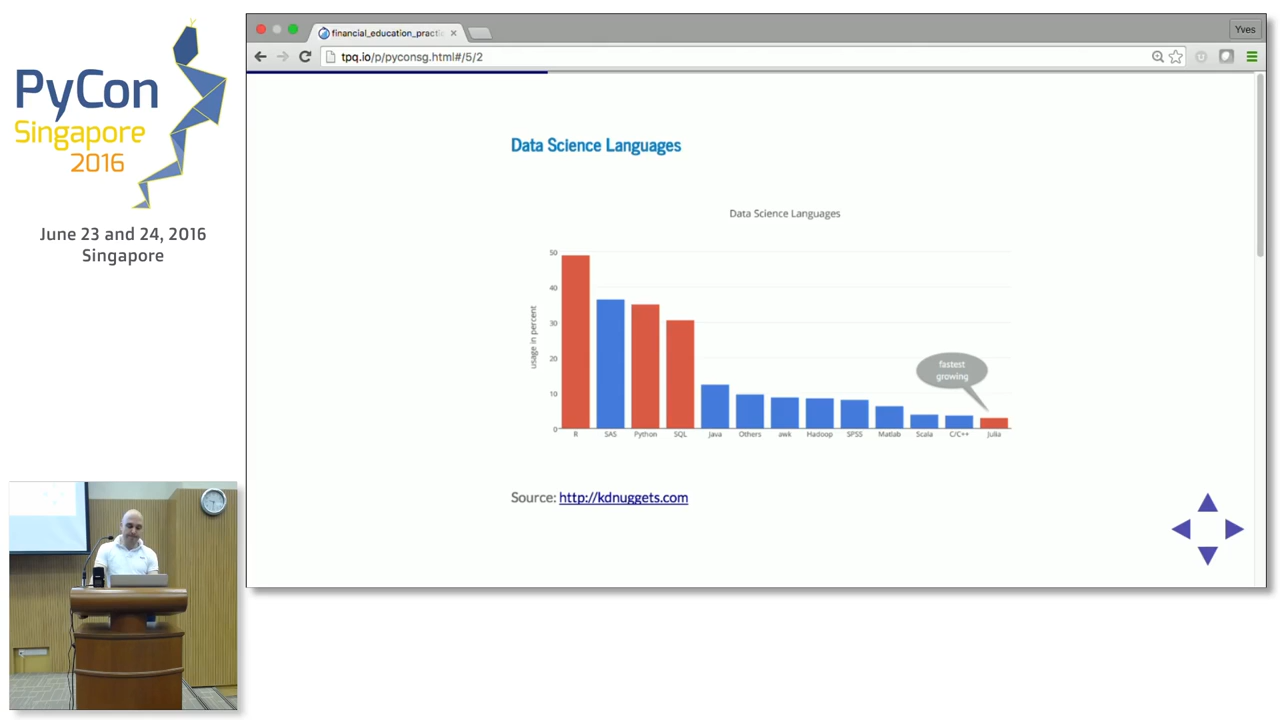 PyCon
Singapore
2016
June 23 and 24, 2016
Singapore
financial_education_practic
Yves
tpq.io/p/pyconsg.html#/5/2
Data Science Languages
Data Science Languages
usage in percent
50
40
30
20
10
0
fastest
growing
R SAS Python SQL Java Others awk Hadoop SPSS Matlab Scala C/C++ Julia
Source: http://kdnuggets.com